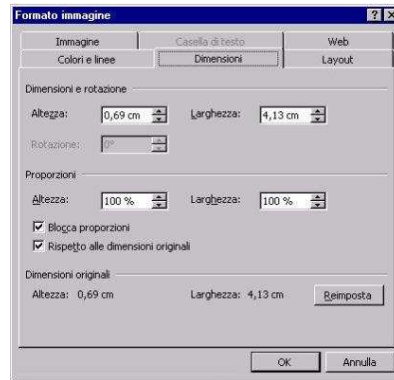 Formato immagine
Immagine Casella di testo Web
Colori e linee Dimensioni Layout
Dimensioni e rotazione
Altezza: 0,69 cm Larghezza: 4,13 cm
Rotazione: 0°
Proporzioni
Altezza: 100 % Larghezza: 100 %
Blocca proporzioni
Rispetto alle dimensioni originali
Dimensioni originali
Altezza: 0,69 cm Larghezza: 4,13 cm Reimposta
OK Annulla